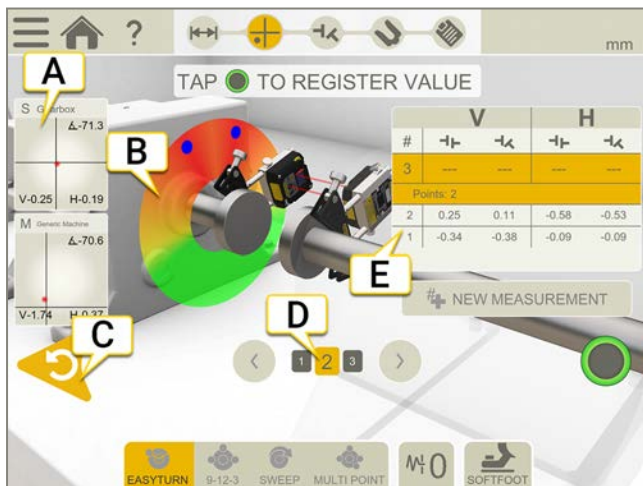 ?
mm
TAP TO REGISTER VALUE
A
S Gearbox
-71.3
V-0.25 H-0.19
M Generic Machine
-70.6
V-1.74 H-0.37
B
C
D
E
V H
#
3 --- --- --- ---
Points: 2
2 0.25 0.11 -0.58 -0.53
1 -0.34 -0.38 -0.09 -0.09
# NEW MEASUREMENT
1 2 3
EASYTURN 9-12-3 SWEEP MULTI POINT 0 SOFTFOOT